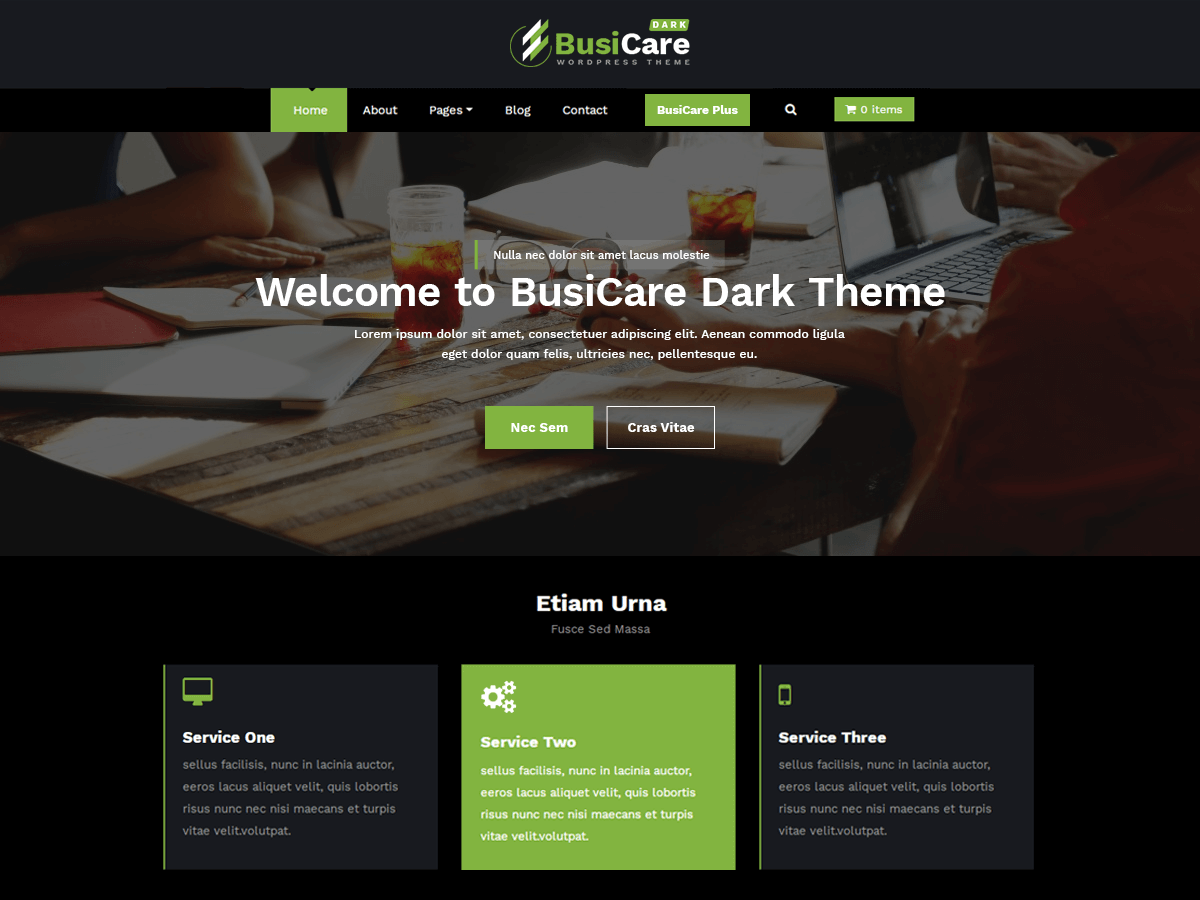 DARK
BusiCare
WORDPRESS THEME
Home About Pages Blog Contact BusiCare Plus 0 items
Nulla nec dolor sit amet lacus molestie
Welcome to BusiCare Dark Theme
Lorem ipsum dolor sit amet, consectetuer adipiscing elit. Aenean commodo ligula
eget dolor quam felis, ultricies nec, pellentesque eu.
Nec Sem Cras Vitae
Etiam Urna
Fusce Sed Massa
Service One
sellus facilisis, nunc in lacinia auctor,
eeros lacus aliquet velit, quis lobortis
risus nunc nec nisi maecans et turpis
vitae velit.volutpat.
Service Two
sellus facilisis, nunc in lacinia auctor,
eeros lacus aliquet velit, quis lobortis
risus nunc nec nisi maecans et turpis
vitae velit.volutpat.
Service Three
sellus facilisis, nunc in lacinia auctor,
eeros lacus aliquet velit, quis lobortis
risus nunc nec nisi maecans et turpis
vitae velit.volutpat.